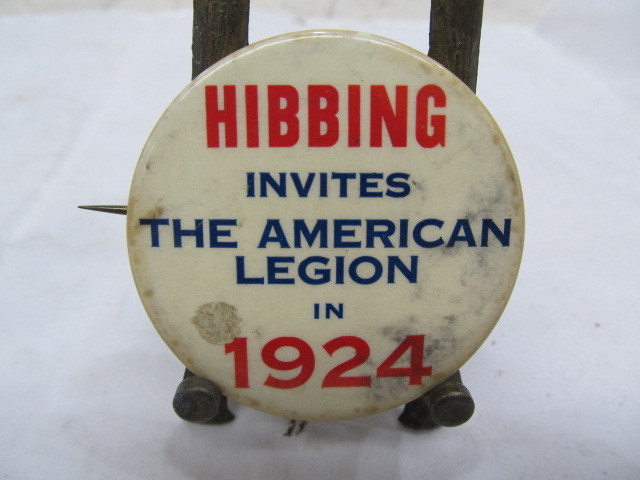 HIBBING
INVITES
THE AMERICAN
LEGION
IN
1924